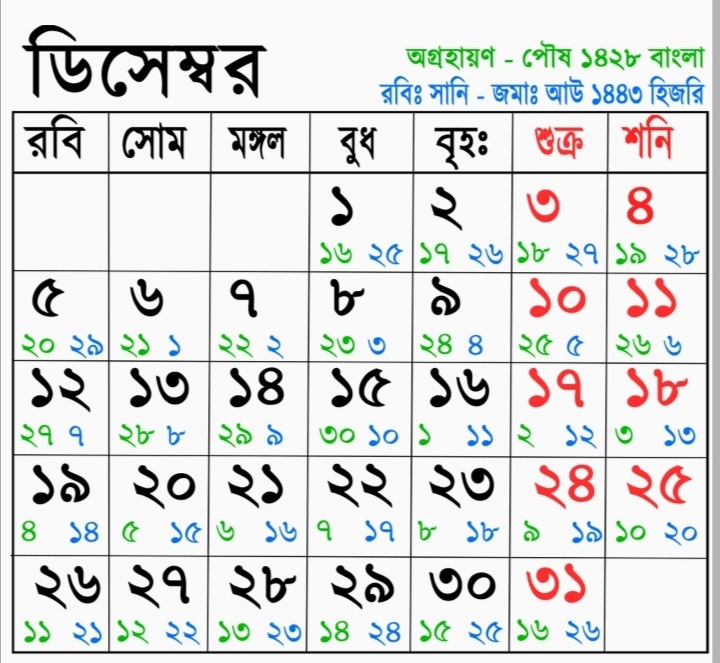 ডিসেম্বর
অগ্রহায়ণ - পৌষ ১৪২৮ বাংলা
রবিঃ সানি - জমাঃ আউ ১৪৪৩ হিজরি
রবি সোম মঙ্গল বুধ বৃহঃ শুক্র শনি
১ ২ ৩ ৪
১৬ ২৫ ১৭ ২৬ ১৮ ২৭ ১৯ ২৮
৫ ৬ ৭ ৮ ৯ ১০ ১১
২০ ২৯ ২১ ১ ২২ ২ ২৩ ৩ ২৪ ৪ ২৫ ৫ ২৬ ৬
১২ ১৩ ১৪ ১৫ ১৬ ১৭ ১৮
২৭ ৭ ২৮ ৮ ২৯ ৯ ৩০ ১০ ১ ১১ ২ ১২ ৩ ১৩
১৯ ২০ ২১ ২২ ২৩ ২৪ ২৫
৪ ১৪ ৫ ১৫ ৬ ১৬ ৭ ১৭ ৮ ১৮ ৯ ১৯ ১০ ২০
২৬ ২৭ ২৮ ২৯ ৩০ ৩১
১১ ২১ ১২ ২২ ১৩ ২৩ ১৪ ২৪ ১৫ ২৫ ১৬ ২৬